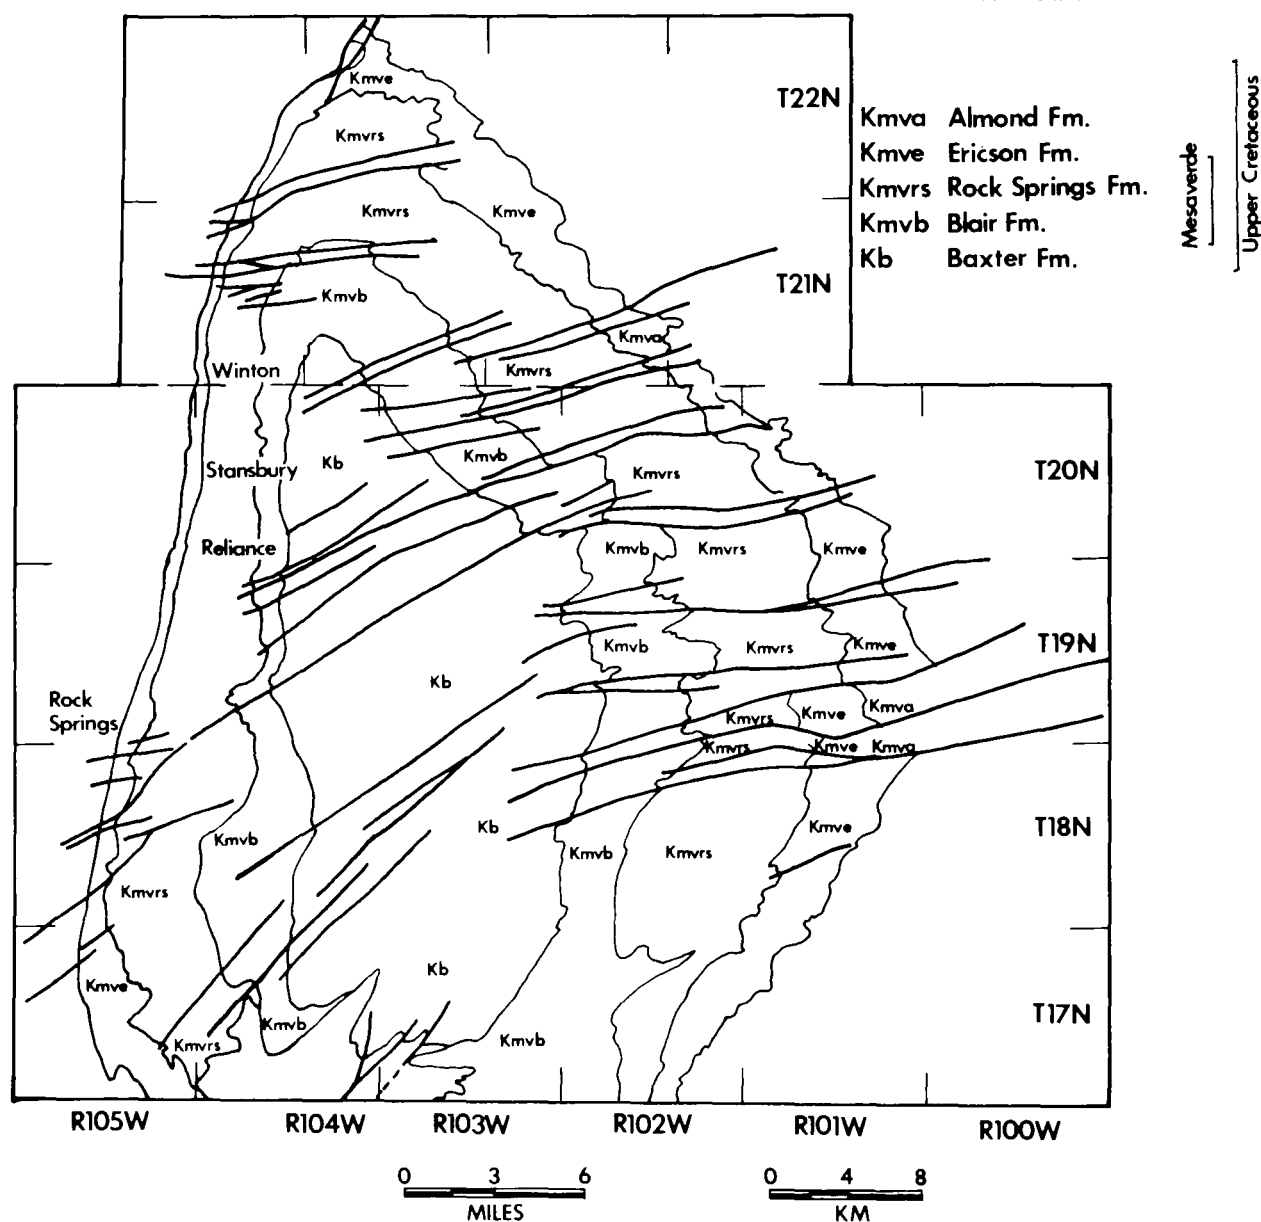 Kmve
T22N
Kmva Almond Fm.
Kmvrs
Kmve Ericson Fm.
Kmvrs Rock Springs Fm.
Kmvrs
Kmve
Kmvb Blair Fm.
Kb Baxter Fm.
Mesaverde
Upper Cretaceous
T21N
Kmvb
Kmva
Winton
Kmvrs
Stansbury
Kb
Kmvb
Kmvrs
T20N
Reliance
Kmvb
Kmvrs
Kmve
Kmvb
Kmvrs
Kmve
T19N
Kb
Rock
Springs
Kmvrs
Kmve
Kmva
Kmvrs
Kmve
Kmva
Kb
Kmve
T18N
Kmvb
Kmvb
Kmvrs
Kmvrs
Kb
Kmve
T17N
Kmvb
Kmvrs
Kmvb
R105W R104W R103W R102W R101W R100W
0 3 6
MILES
0 4 8
KM